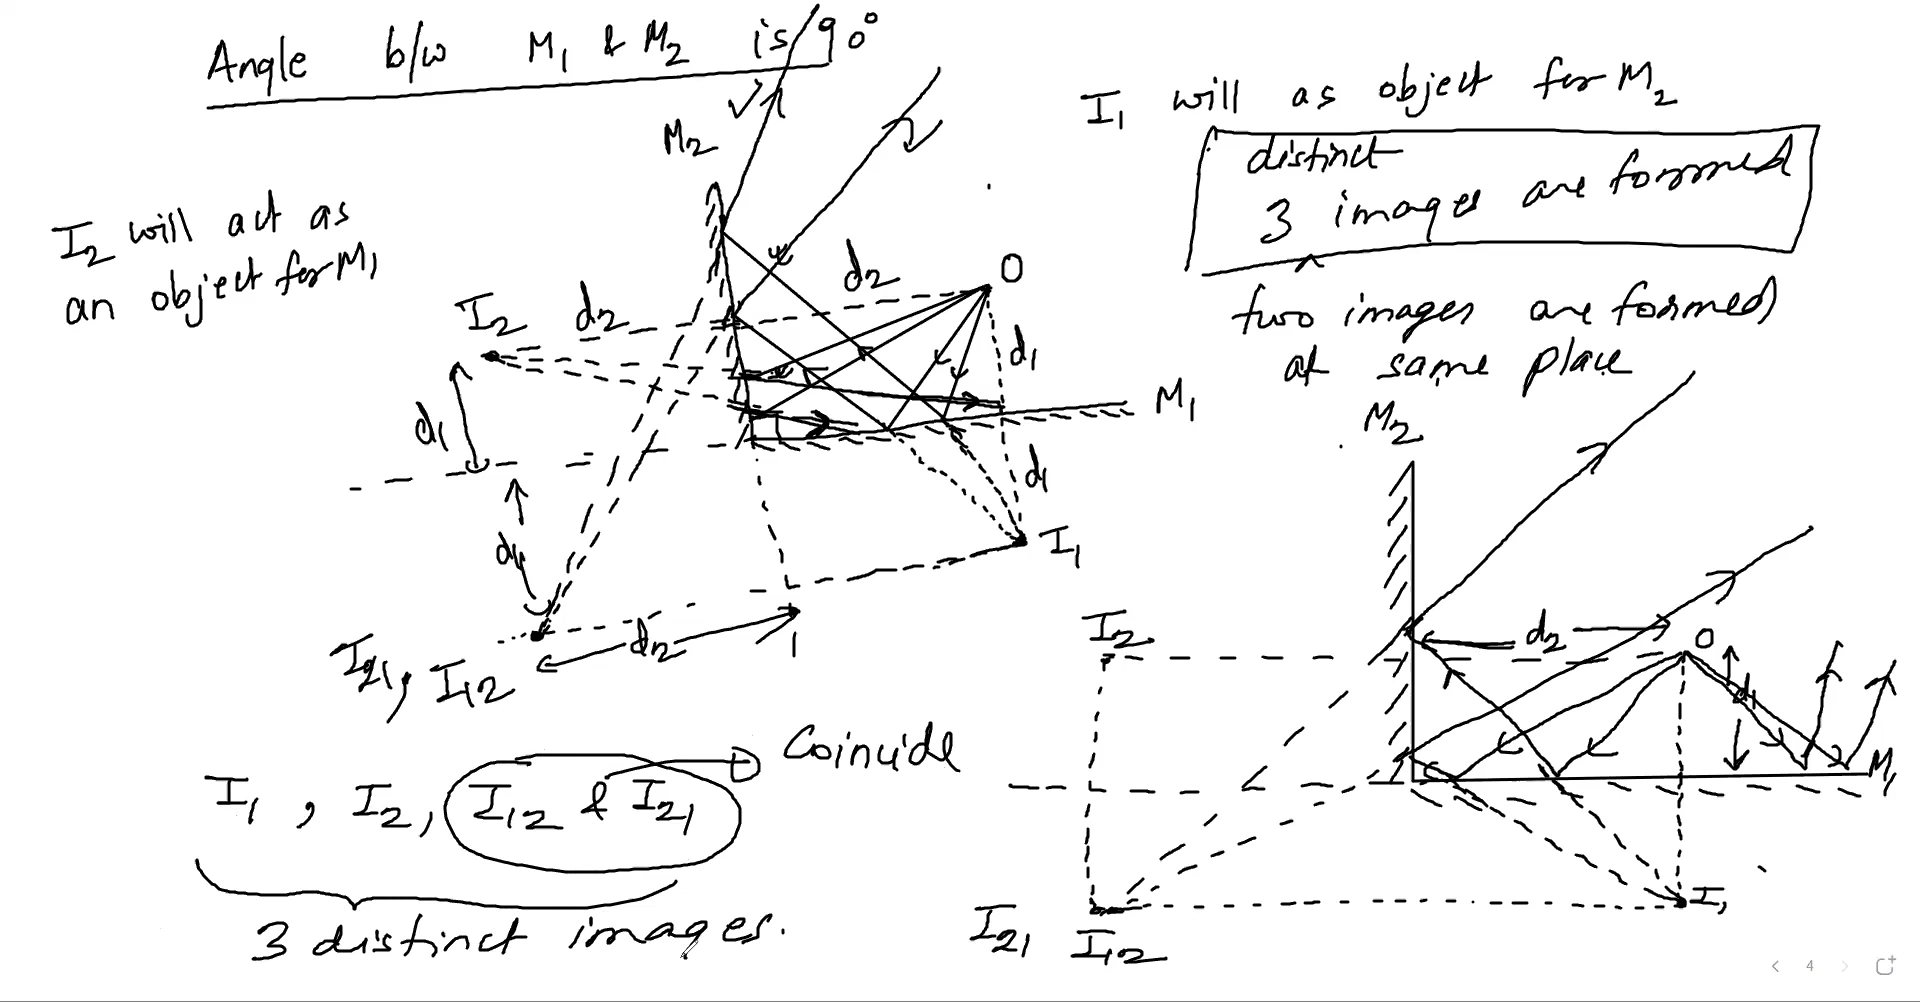 Angle b/w M1 & M2 is 90°
I1 will as object for M2
distinct
3 images are formed
two images are formed
at same place
I2 will act as
an object for M1
M2
O
d2
I2 d2
d1
d1
M1
d1
d1
I1
d2
I21, I12
I1, I2, I12 & I21 Coincide
3 distinct images.
M2
I2
d2
O
d1
M1
I1
I21 I12
4